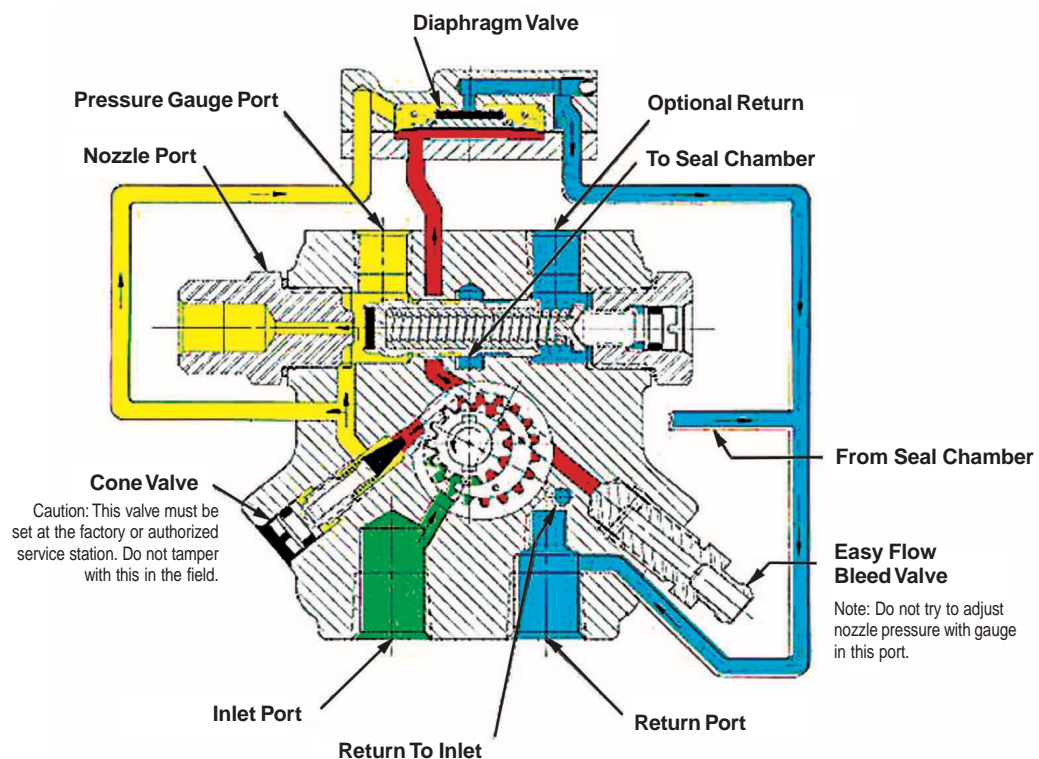 Diaphragm Valve
Pressure Gauge Port
Optional Return
Nozzle Port
To Seal Chamber
Cone Valve
Caution: This valve must be
set at the factory or authorized
service station. Do not tamper
with this in the field.
From Seal Chamber
Easy Flow
Bleed Valve
Note: Do not try to adjust
nozzle pressure with gauge
in this port.
Inlet Port
Return Port
Return To Inlet